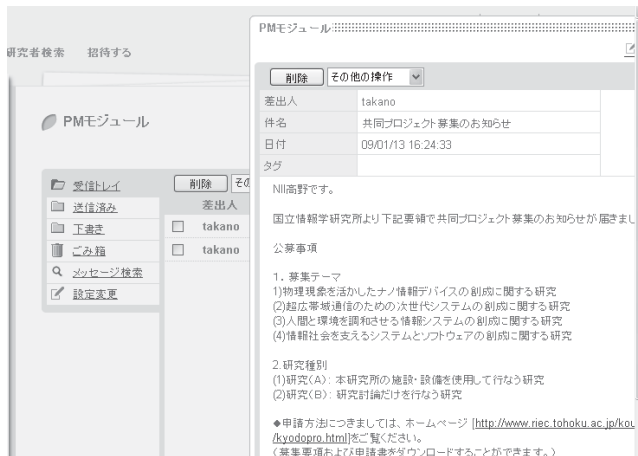 研究者検索 招待する
PMモジュール
受信トレイ
送信済み
下書き
ごみ箱
メッセージ検索
設定変更
削除 その
差出人
takano
takano
PMモジュール
削除 その他の操作
差出人 takano
件名 共同プロジェクト募集のお知らせ
日付 09/01/13 16:24:33
タグ
NII高野です。
国立情報学研究所より下記要領で共同プロジェクト募集のお知らせが届きまし
公募事項
1. 募集テーマ
1)物理現象を活かしたナノ情報デバイスの創成に関する研究
(2)超広帯域通信のための次世代システムの創成に関する研究
(3)人間と環境を調和させる情報システムの創成に関する研究
(4)情報社会を支えるシステムとソフトウェアの創成に関する研究
2.研究種別
(1)研究(A): 本研究所の施設・設備を使用して行なう研究
(2)研究(B): 研究討論だけを行なう研究
◆申請方法につきましては、ホームページ [http://www.riec.tohoku.ac.jp/kou
/kyodopro.html]をご覧ください。
(募集要項および申請書をダウンロードすることができます。)